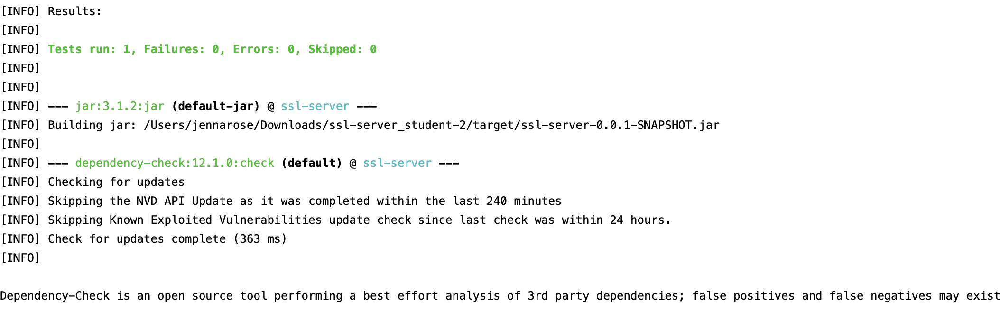 [INFO] Results:
[INFO]
[INFO] Tests run: 1, Failures: 0, Errors: 0, Skipped: 0
[INFO]
[INFO]
[INFO] --- jar:3.1.2:jar (default-jar) @ ssl-server ---
[INFO] Building jar: /Users/jennarose/Downloads/ssl-server_student-2/target/ssl-server-0.0.1-SNAPSHOT.jar
[INFO]
[INFO] --- dependency-check:12.1.0:check (default) @ ssl-server ---
[INFO] Checking for updates
[INFO] Skipping the NVD API Update as it was completed within the last 240 minutes
[INFO] Skipping Known Exploited Vulnerabilities update check since last check was within 24 hours.
[INFO] Check for updates complete (363 ms)
[INFO]
Dependency-Check is an open source tool performing a best effort analysis of 3rd party dependencies; false positives and false negatives may exist